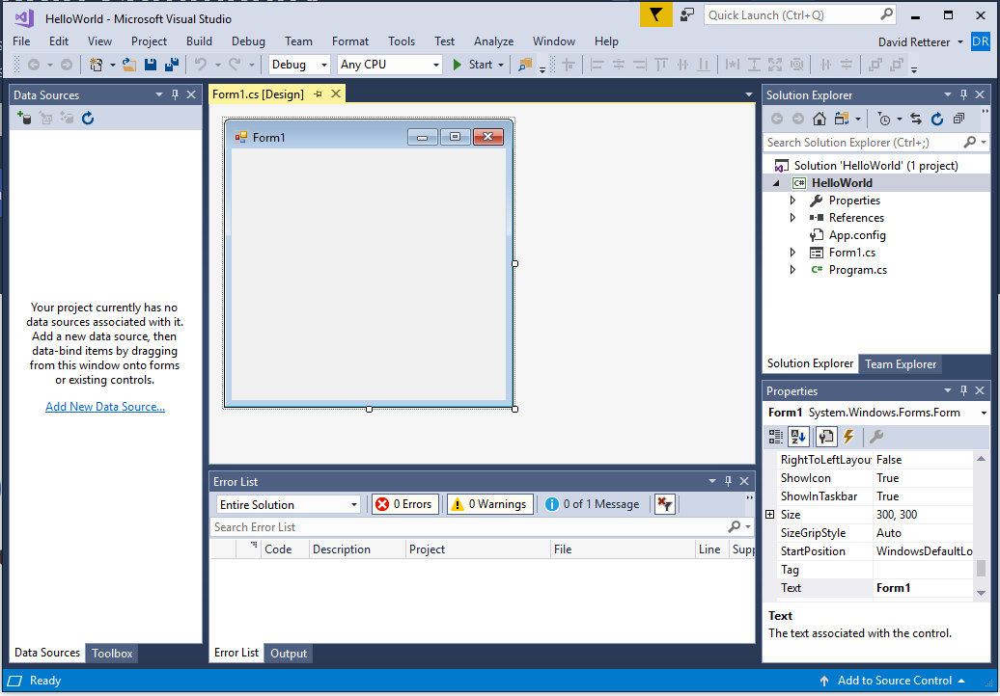 HelloWorld - Microsoft Visual Studio
Quick Launch (Ctrl+Q)
File Edit View Project Build Debug Team Format Tools Test Analyze Window Help
David Retterer DR
Debug Any CPU Start
Data Sources
Your project currently has no
data sources associated with it.
Add a new data source, then
data-bind items by dragging
from this window onto forms
or existing controls.
Add New Data Source...
Data Sources Toolbox
Form1.cs [Design]
Form1
Error List
Entire Solution 0 Errors 0 Warnings 0 of 1 Message
Search Error List
Code Description Project File Line Supp
Error List Output
Solution Explorer
Search Solution Explorer (Ctrl+;)
Solution 'HelloWorld' (1 project)
C# HelloWorld
Properties
References
App.config
Form1.cs
C# Program.cs
Solution Explorer Team Explorer
Properties
Form1 System.Windows.Forms.Form
RightToLeftLayou False
ShowIcon True
ShowInTaskbar True
Size 300, 300
SizeGripStyle Auto
StartPosition WindowsDefaultLo
Tag
Text Form1
Text
The text associated with the control.
Ready
Add to Source Control